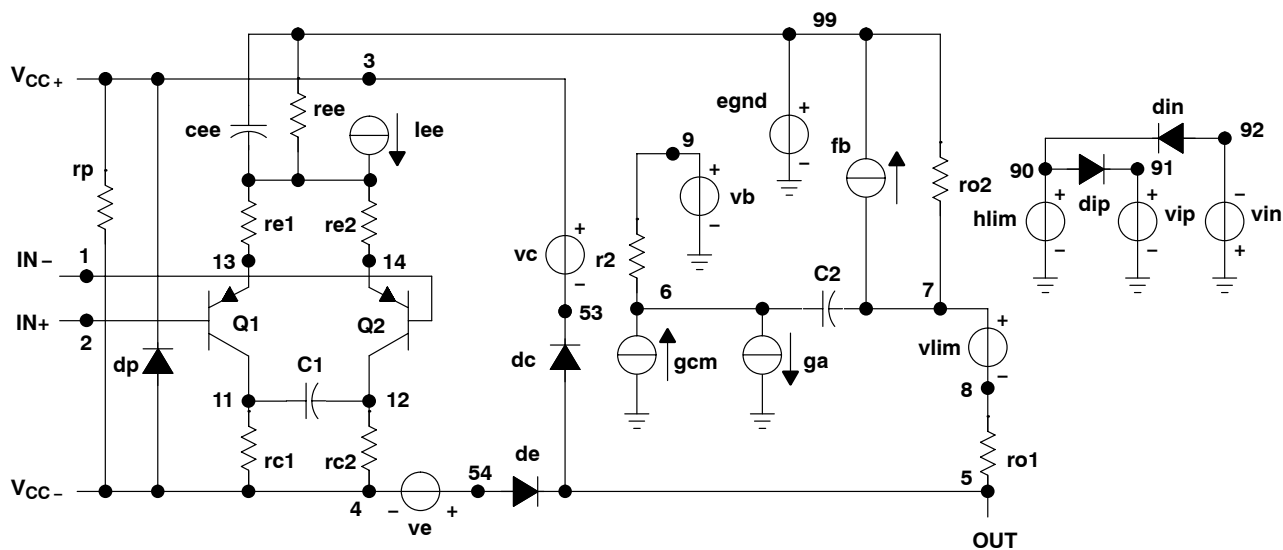 99
3
V CC+
ree
cee
Iee
egnd
din
92
9
fb
rp
vb
90
91
ro2
dip
re1
re2
hlim
vip
vin
vc
r2
1
IN−
13
14
C2
6
7
53
IN+
2
Q1
Q2
dp
dc
gcm
ga
vlim
C1
11
12
8
rc1
rc2
de
54
ro1
V CC−
4
5
ve
OUT
+
−
+
−
+
−
+
−
+
−
−
+
+
−
−
+